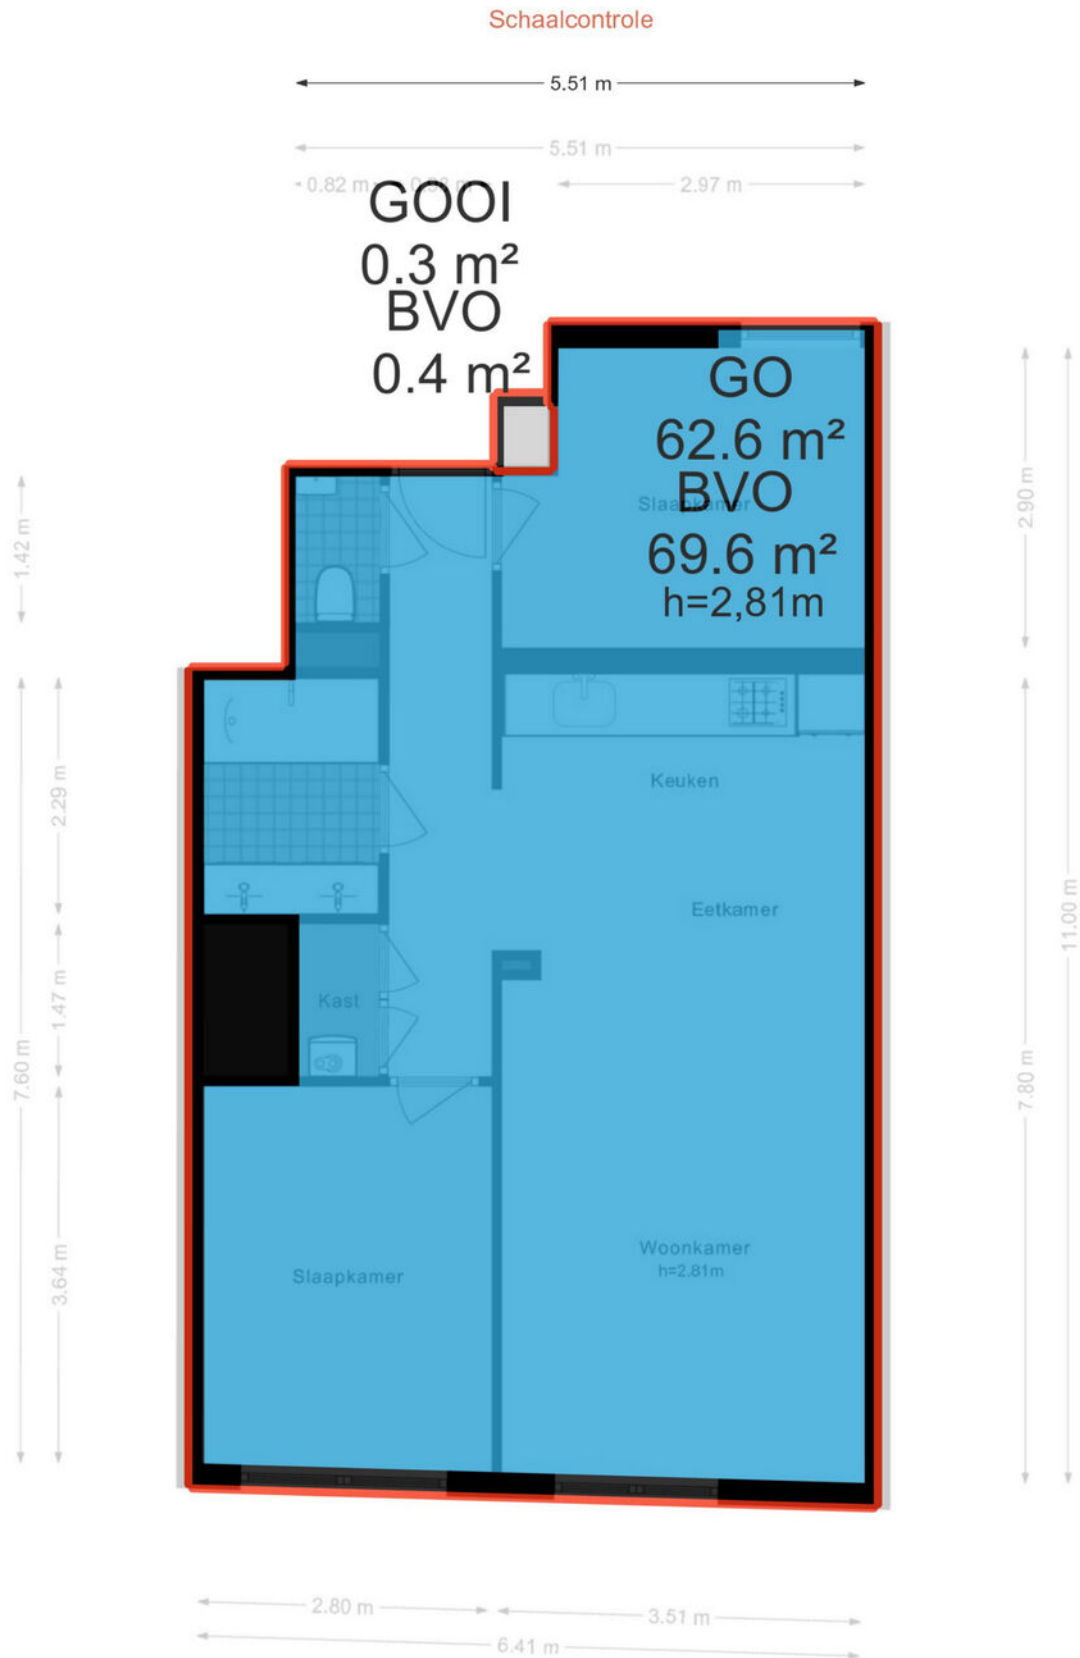 Schaalcontrole
5.51 m
5.51 m
0.82 m
2.97 m
GOOI
0.3 m²
BVO
0.4 m²
GO
62.6 m²
BVO
69.6 m²
h=2,81m
Slaapkamer
1.42 m
2.90 m
Keuken
2.29 m
Eetkamer
11.00 m
Kast
1.47 m
7.60 m
7.80 m
Woonkamer
h=2.81m
3.64 m
Slaapkamer
2.80 m
3.51 m
6.41 m